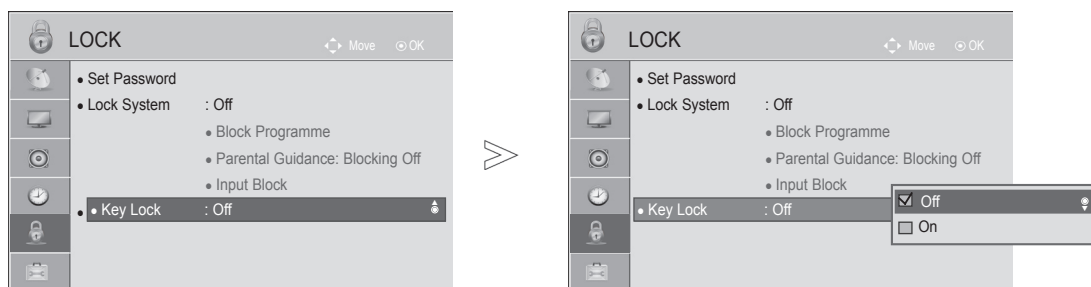 LOCK
Move OK
• Set Password
• Lock System : Off
• Block Programme
• Parental Guidance: Blocking Off
• Input Block
• Key Lock : Off
LOCK
Move OK
• Set Password
• Lock System : Off
• Block Programme
• Parental Guidance: Blocking Off
• Input Block
• Key Lock : Off
Off
On